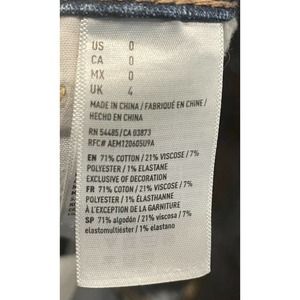 US 0
CA 0
MX 0
UK 4
MADE IN CHINA / FABRIQUÉ EN CHINE /
HECHO EN CHINA
RN 54485/CA 03873
RFC# AEM120605U9A
EN 71% COTTON / 21% VISCOSE / 7%
POLYESTER / 1% ELASTANE
EXCLUSIVE OF DECORATION
FR 71% COTON / 21% VISCOSE / 7%
POLYESTER / 1% ÉLASTHANNE
À L'EXCEPTION DE LA GARNITURE
SP 71% algodón / 21% viscosa / 7%
elastomultiéster / 1% elastano